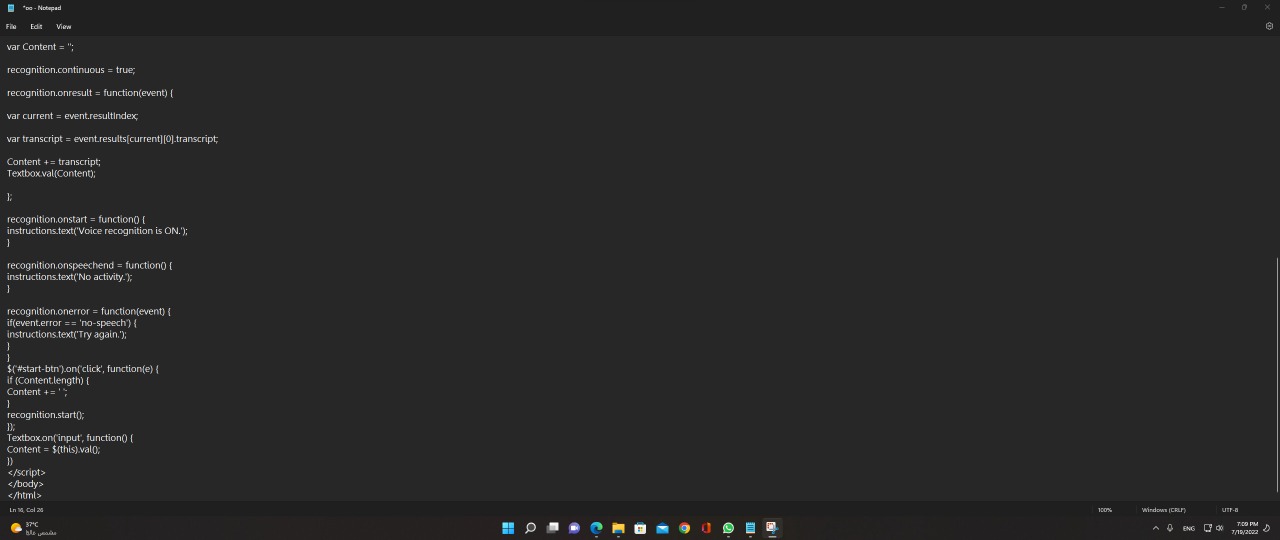 *oo - Notepad
File Edit View
var Content = '';
recognition.continuous = true;
recognition.onresult = function(event) {
var current = event.resultIndex;
var transcript = event.results[current][0].transcript;
Content += transcript;
Textbox.val(Content);
};
recognition.onstart = function() {
instructions.text('Voice recognition is ON.');
}
recognition.onspeechend = function() {
instructions.text('No activity.');
}
recognition.onerror = function(event) {
if(event.error == 'no-speech') {
instructions.text('Try again.');
}
}
$('#start-btn').on('click', function(e) {
if (Content.length) {
Content += ' ';
}
recognition.start();
});
Textbox.on('input', function() {
Content = $(this).val();
})
</script>
</body>
</html>
Ln 16, Col 26 100% Windows (CRLF) UTF-8
37°C
مشمس غالبًا
ENG
7:09 PM
7/19/2022